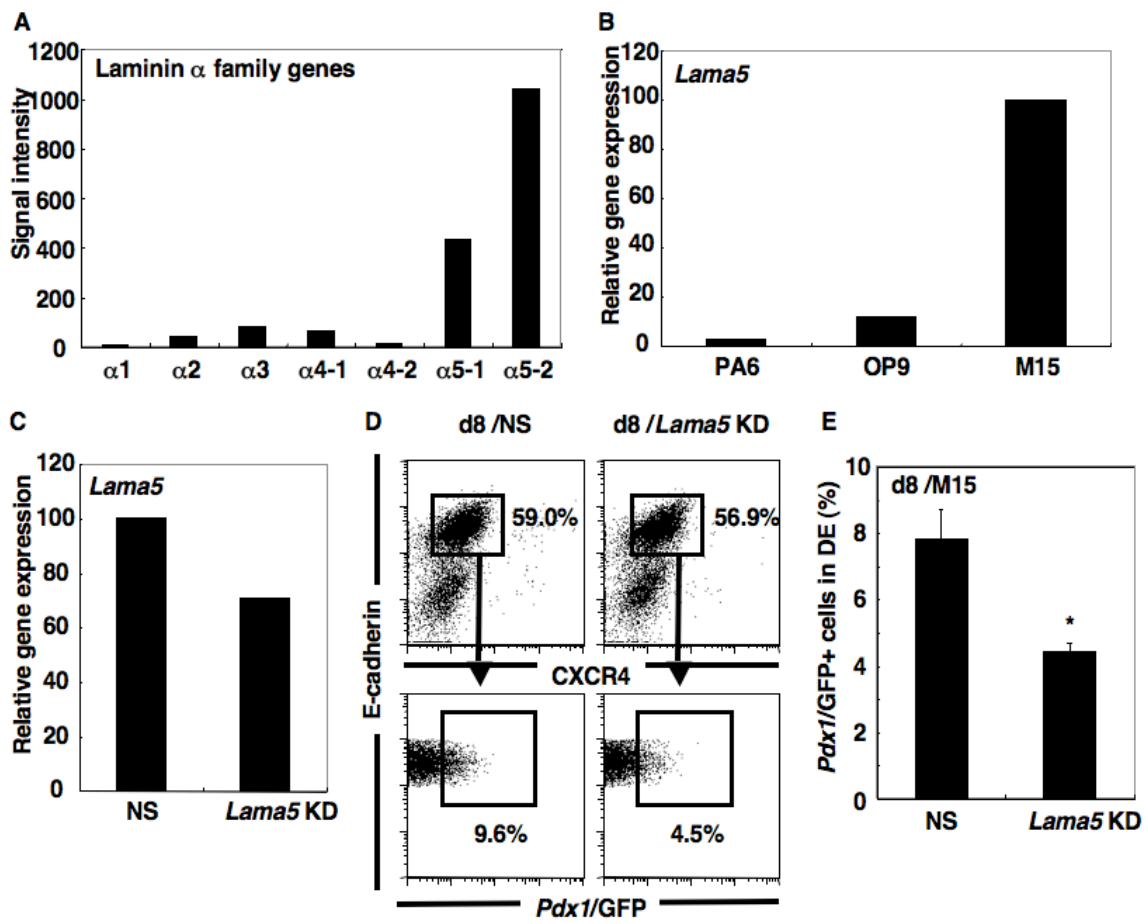 A
Laminin α family genes
Signal intensity
1200
1000
800
600
400
200
0
α1 α2 α3 α4-1 α4-2 α5-1 α5-2
B
Lama5
Relative gene expression
120
100
80
60
40
20
0
PA6 OP9 M15
C
Lama5
Relative gene expression
120
100
80
60
40
20
0
NS Lama5 KD
D
d8 /NS d8 /Lama5 KD
59.0% 56.9%
E-cadherin
CXCR4
9.6% 4.5%
Pdx1/GFP
E
d8 /M15
Pdx1/GFP+ cells in DE (%)
10
8
6
4
2
0
*
NS Lama5 KD